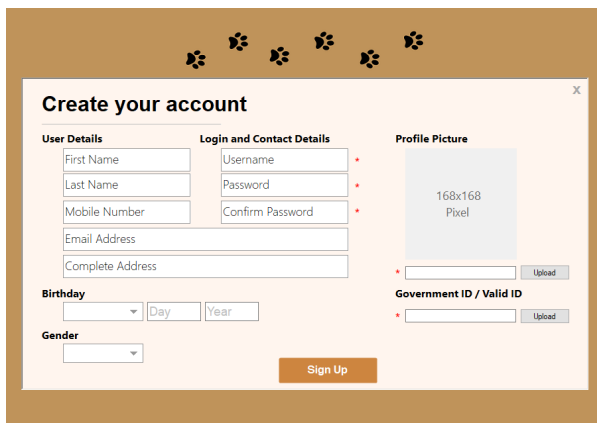 x
Create your account
User Details
Login and Contact Details
Profile Picture
First Name
Username
*
Last Name
Password
*
168x168
Pixel
Mobile Number
Confirm Password
*
Email Address
Complete Address
*
Upload
Birthday
Government ID / Valid ID
Day
Year
*
Upload
Gender
Sign Up